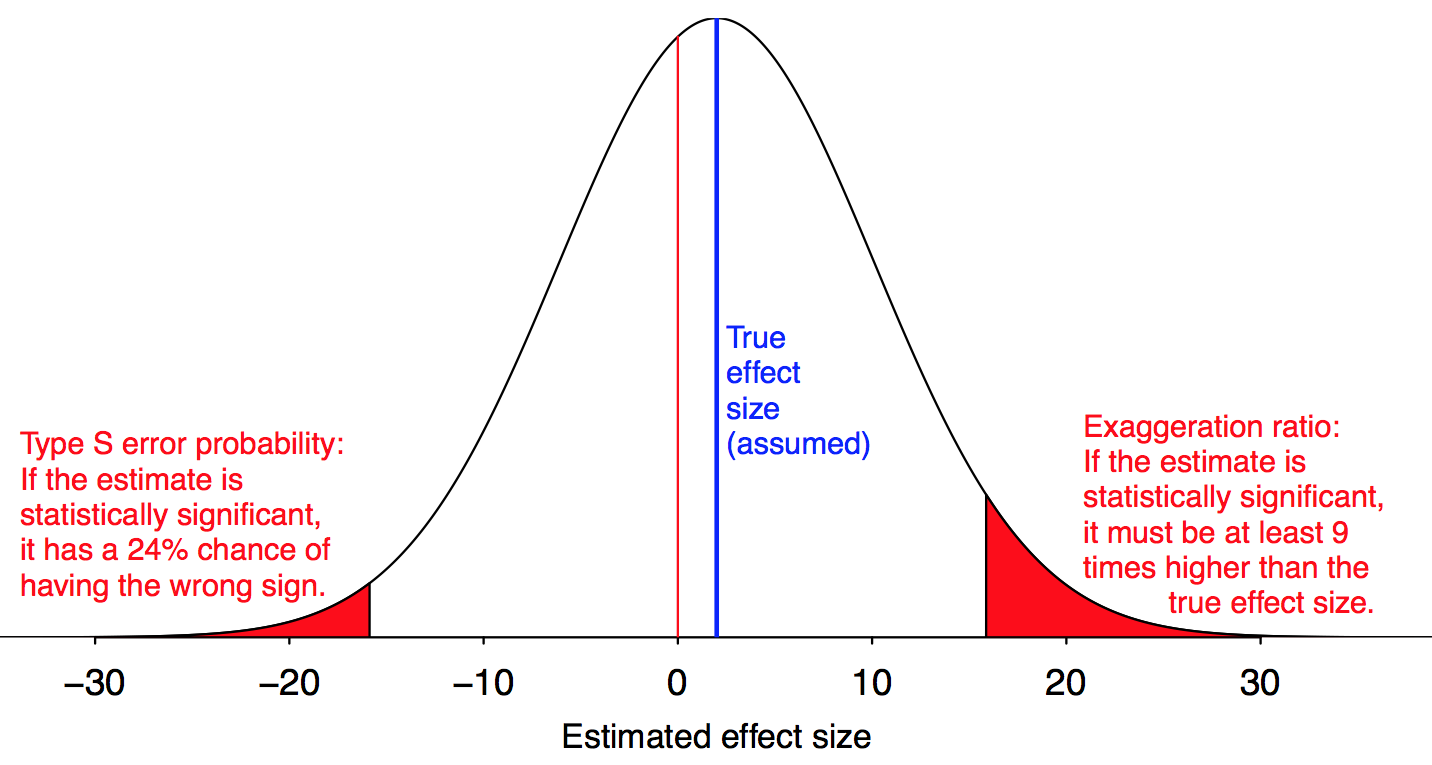 True
effect
size
(assumed)
Type S error probability:
If the estimate is
statistically significant,
it has a 24% chance of
having the wrong sign.
Exaggeration ratio:
If the estimate is
statistically significant,
it must be at least 9
times higher than the
true effect size.
−30 −20 −10 0 10 20 30
Estimated effect size